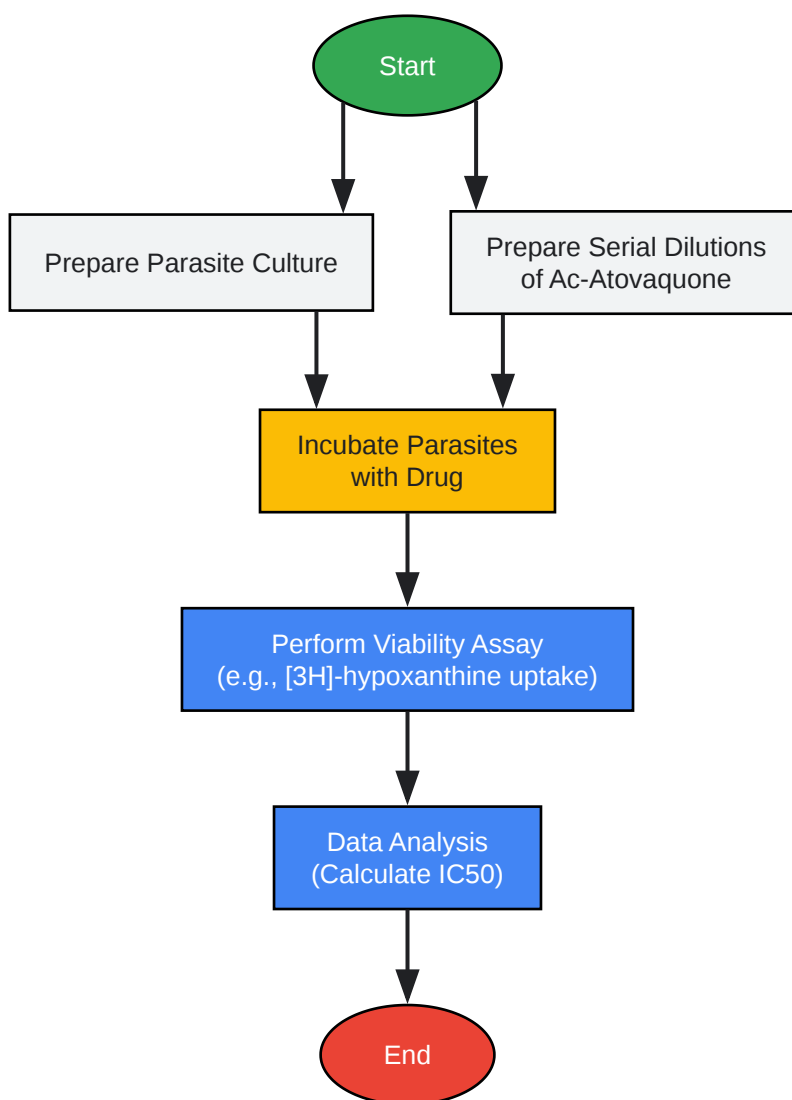 Start
Prepare Parasite Culture
Prepare Serial Dilutions
of Ac-Atovaquone
Incubate Parasites
with Drug
Perform Viability Assay
(e.g., [3H]-hypoxanthine uptake)
Data Analysis
(Calculate IC50)
End